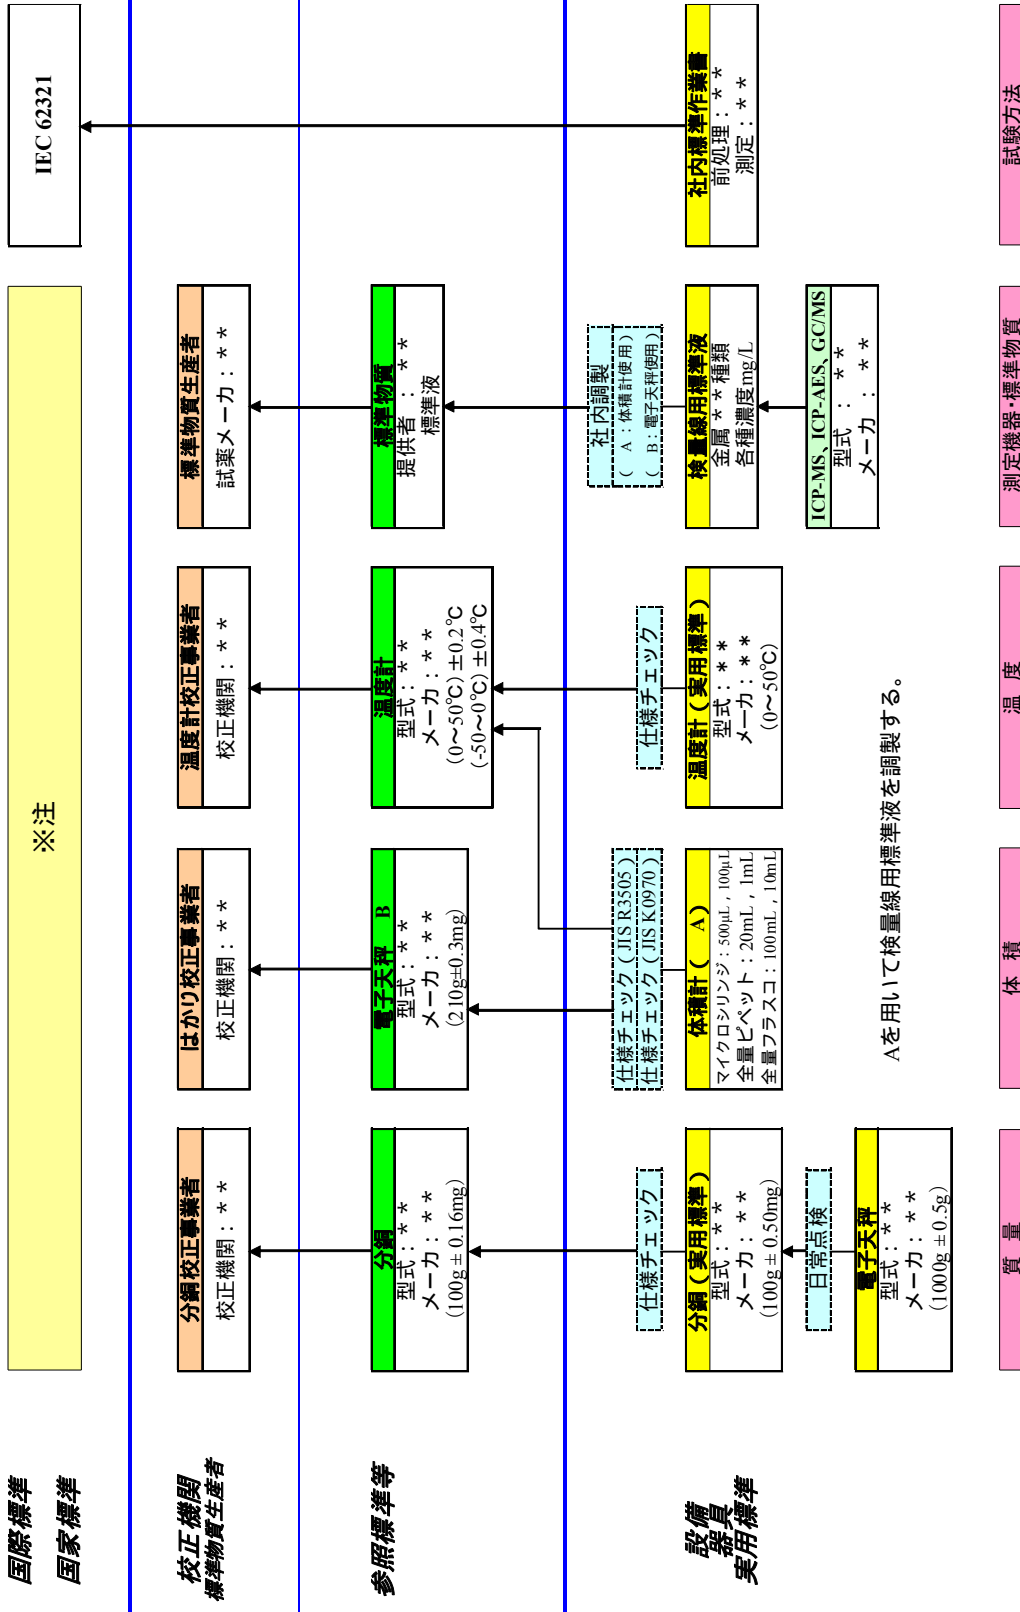 国際標準
国家標準
※注
IEC 62321
校正機関
標準物質生産者
分銅校正事業者
校正機関：＊＊
はかり校正事業者
校正機関：＊＊
温度計校正事業者
校正機関：＊＊
標準物質生産者
試薬メーカ：＊＊
参照標準等
分銅
型式：＊＊
メーカ：＊＊
(100g±0.16mg)
電子天秤 B
型式：＊＊
メーカ：＊＊
(210g±0.3mg)
温度計
型式：＊＊
メーカ：＊＊
(0～50℃)±0.2℃
(-50～0℃)±0.4℃
標準物質
提供者：＊＊
標準液
設備
器具
実用標準
仕様チェック
分銅（実用標準）
型式：＊＊
メーカ：＊＊
(100g±0.50mg)
日常点検
電子天秤
型式：＊＊
メーカ：＊＊
(1000g±0.5g)
仕様チェック（JIS R3505）
仕様チェック（JIS K0970）
体積計（ A）
マイクロシリンジ：500μL，100μL
全量ピペット：20mL，1mL
全量フラスコ：100mL，10mL
仕様チェック
温度計（実用標準）
型式：＊＊
メーカ：＊＊
(0～50℃)
社内調製
（ A：体積計使用）
（ B：電子天秤使用）
検量線用標準液
金属＊＊種類
各種濃度mg/L
ICP-MS、ICP-AES、GC/MS
型式：＊＊
メーカ：＊＊
社内標準作業書
前処理：＊＊
測定：＊＊
Aを用いて検量線用標準液を調製する。
質 量
体 積
温 度
測定機器・標準物質
試験方法